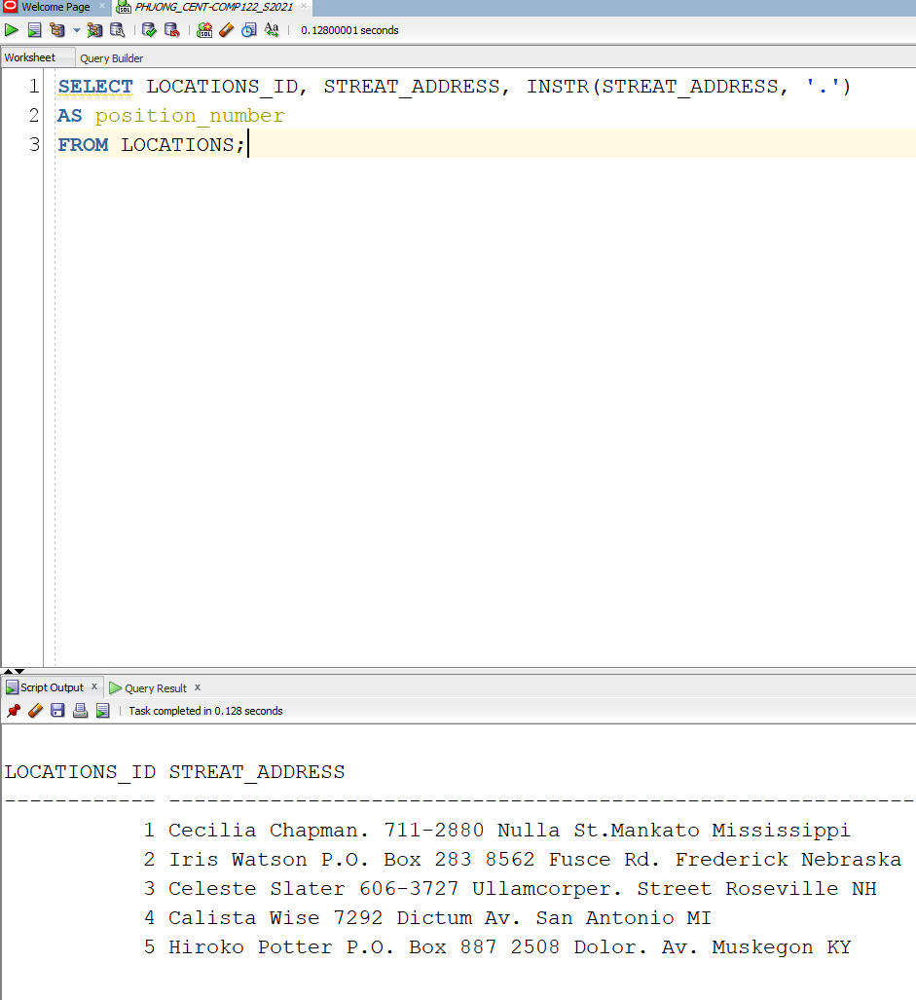 Welcome Page
PHUONG_CENT-COMP122_S2021
0.12800001 seconds
Worksheet
Query Builder
1 SELECT LOCATIONS_ID, STREAT_ADDRESS, INSTR(STREAT_ADDRESS, '.')
2 AS position_number
3 FROM LOCATIONS;
Script Output x
Query Result x
Task completed in 0.128 seconds
LOCATIONS_ID STREAT_ADDRESS
------------ -----------------------------------------------------------
1 Cecilia Chapman. 711-2880 Nulla St.Mankato Mississippi
2 Iris Watson P.O. Box 283 8562 Fusce Rd. Frederick Nebraska
3 Celeste Slater 606-3727 Ullamcorper. Street Roseville NH
4 Calista Wise 7292 Dictum Av. San Antonio MI
5 Hiroko Potter P.O. Box 887 2508 Dolor. Av. Muskegon KY